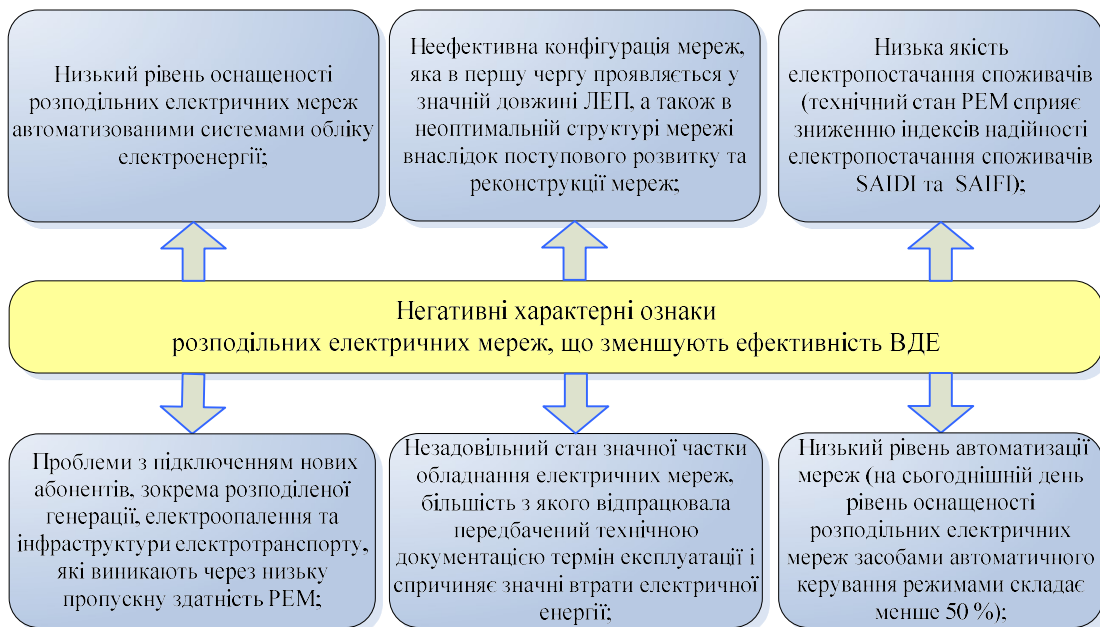 Низький рівень оснащеності
розподільних електричних мереж
автоматизованими системами обліку
електроенергії;
Неефективна конфігурація мереж,
яка в першу чергу проявляється у
значній довжині ЛЕП, а також в
неоптимальній структурі мережі
внаслідок поступового розвитку та
реконструкції мереж;
Низька якість
електропостачання споживачів
(технічний стан РЕМ сприяє
зниженню індексів надійності
електропостачання споживачів
SAIDI та SAIFI);
Негативні характерні ознаки
розподільних електричних мереж, що зменшують ефективність ВДЕ
Проблеми з підключенням нових
абонентів, зокрема розподіленої
генерації, електроопалення та
інфраструктури електротранспорту,
які виникають через низьку
пропускну здатність РЕМ;
Незадовільний стан значної частки
обладнання електричних мереж,
більшість з якого відпрацювала
передбачений технічною
документацією термін експлуатації і
спричиняє значні втрати електричної
енергії;
Низький рівень автоматизації
мереж (на сьогоднішній день
рівень оснащеності
розподільних електричних
мереж засобами автоматичного
керування режимами складає
менше 50 %);